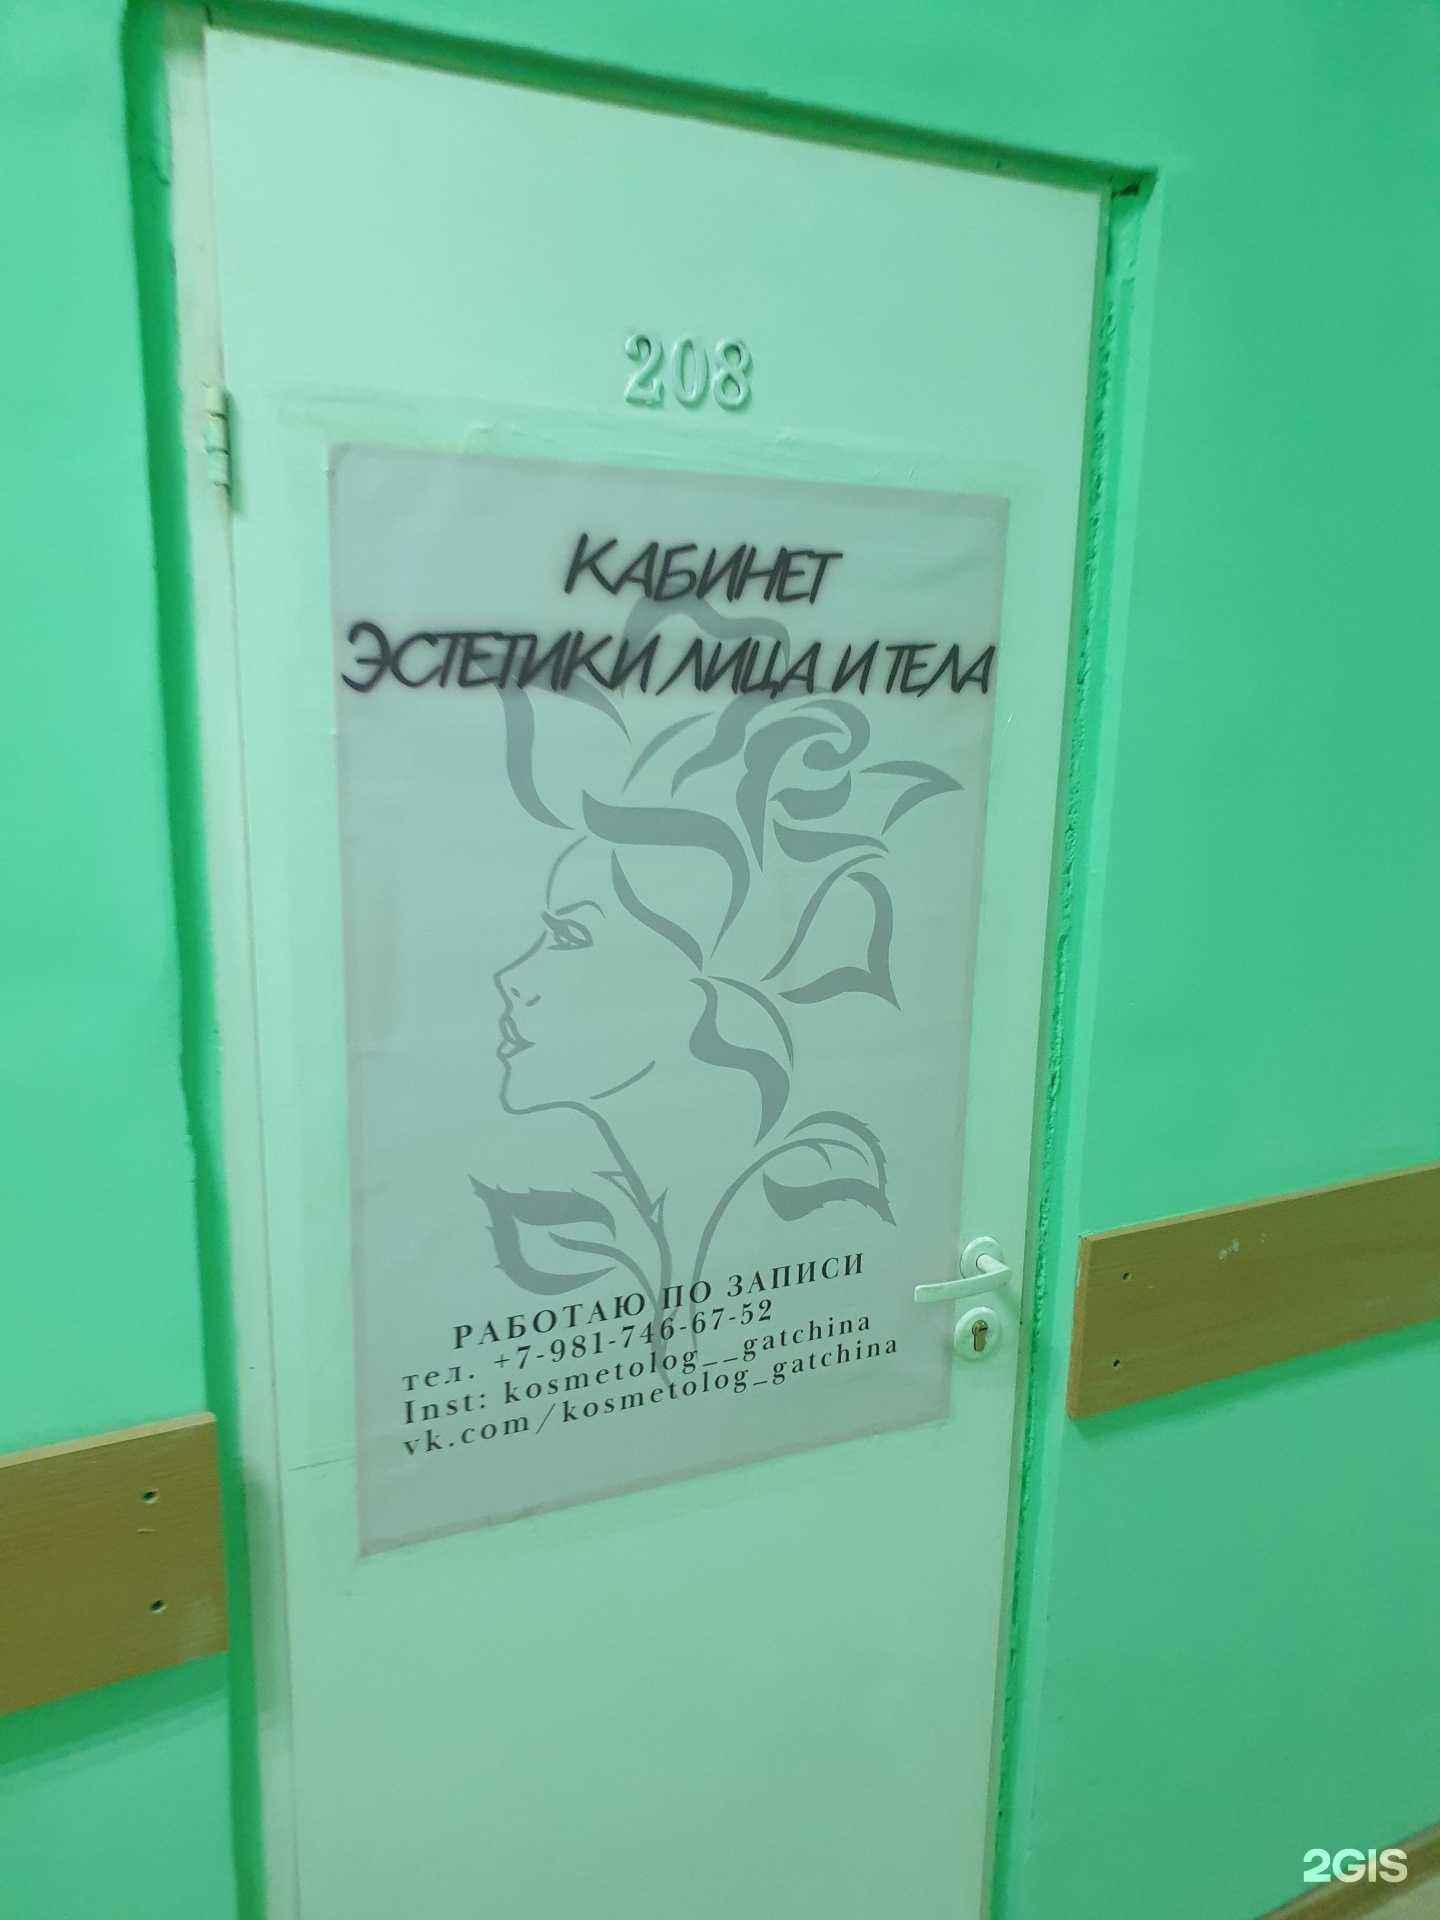 208
КАБИНЕТ
ЭСТЕТИКИ ЛИЦА И ТЕЛА
РАБОТАЮ ПО ЗАПИСИ
тел. +7-981-746-67-52
Inst: kosmetolog__gatchina
vk.com/kosmetolog_gatchina
2GIS